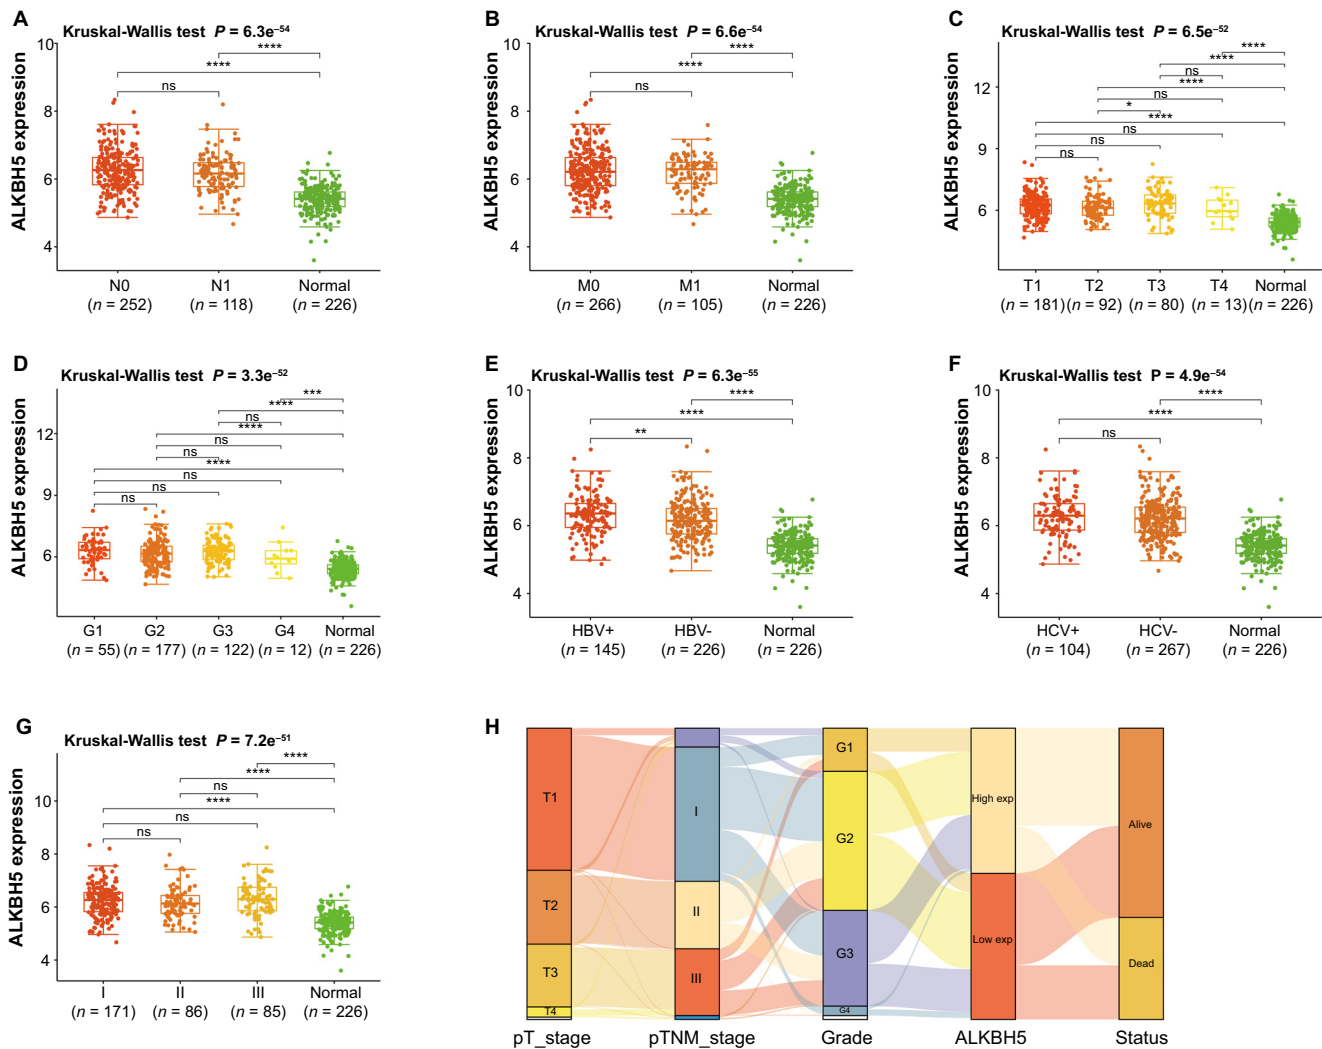 A
Kruskal-Wallis test P = 6.3e–54
ALKBH5 expression
10
8
6
4
****
****
ns
N0
N1
Normal
(n = 252)
(n = 118)
(n = 226)
B
Kruskal-Wallis test P = 6.6e–54
ALKBH5 expression
10
8
6
4
****
****
ns
M0
M1
Normal
(n = 266)
(n = 105)
(n = 226)
C
Kruskal-Wallis test P = 6.5e–52
ALKBH5 expression
12
9
6
****
****
ns
****
ns
*
****
ns
ns
ns
T1
T2
T3
T4
Normal
(n = 181)
(n = 92)
(n = 80)
(n = 13)
(n = 226)
D
Kruskal-Wallis test P = 3.3e–52
ALKBH5 expression
12
9
6
***
****
ns
****
ns
ns
****
ns
ns
ns
G1
G2
G3
G4
Normal
(n = 55)
(n = 177)
(n = 122)
(n = 12)
(n = 226)
E
Kruskal-Wallis test P = 6.3e–55
ALKBH5 expression
10
8
6
4
****
****
**
HBV+
HBV-
Normal
(n = 145)
(n = 226)
(n = 226)
F
Kruskal-Wallis test P = 4.9e–54
ALKBH5 expression
10
8
6
4
****
****
ns
HCV+
HCV-
Normal
(n = 104)
(n = 267)
(n = 226)
G
Kruskal-Wallis test P = 7.2e–51
ALKBH5 expression
10
8
6
4
****
****
ns
****
ns
ns
I
II
III
Normal
(n = 171)
(n = 86)
(n = 85)
(n = 226)
H
T1
T2
T3
T4
I
II
III
G1
G2
G3
G4
High exp
Low exp
Alive
Dead
pT_stage
pTNM_stage
Grade
ALKBH5
Status